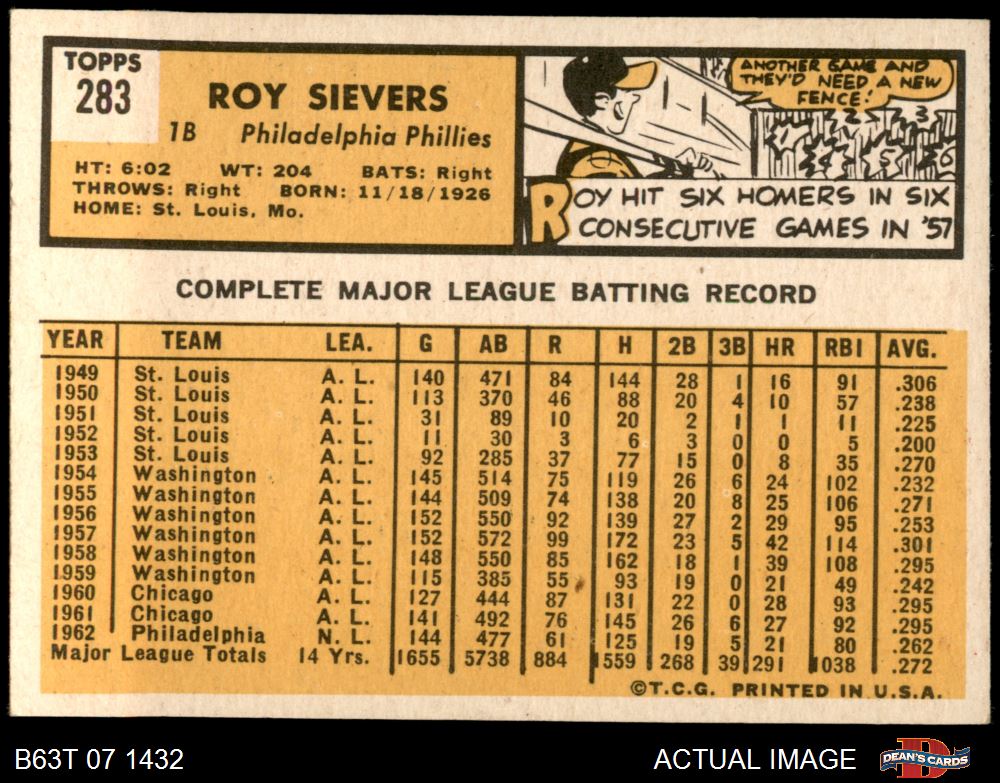 TOPPS
283
ROY SIEVERS
1B Philadelphia Phillies
HT: 6:02 WT: 204 BATS: Right
THROWS: Right BORN: 11/18/1926
HOME: St. Louis, Mo.
ANOTHER GAME AND
THEY'D NEED A NEW
FENCE!
1 2 3
4 5 6
ROY HIT SIX HOMERS IN SIX
CONSECUTIVE GAMES IN '57
COMPLETE MAJOR LEAGUE BATTING RECORD
YEAR TEAM LEA. G AB R H 2B 3B HR RBI AVG.
1949 St. Louis A. L. 140 471 84 144 28 1 16 91 .306
1950 St. Louis A. L. 113 370 46 88 20 4 10 57 .238
1951 St. Louis A. L. 31 89 10 20 2 1 1 11 .225
1952 St. Louis A. L. 11 30 3 6 3 0 0 5 .200
1953 St. Louis A. L. 92 285 37 77 15 0 8 35 .270
1954 Washington A. L. 145 514 75 119 26 6 24 102 .232
1955 Washington A. L. 144 509 74 138 20 8 25 106 .271
1956 Washington A. L. 152 550 92 139 27 2 29 95 .253
1957 Washington A. L. 152 572 99 172 23 5 42 114 .301
1958 Washington A. L. 148 550 85 162 18 1 39 108 .295
1959 Washington A. L. 115 385 55 93 19 0 21 49 .242
1960 Chicago A. L. 127 444 87 131 22 0 28 93 .295
1961 Chicago A. L. 141 492 76 145 26 6 27 92 .295
1962 Philadelphia N. L. 144 477 61 125 19 5 21 80 .262
Major League Totals 14 Yrs. 1655 5738 884 1559 268 39 291 1038 .272
©T.C.G. PRINTED IN U.S.A.
B63T 07 1432 ACTUAL IMAGE DEAN'S CARDS